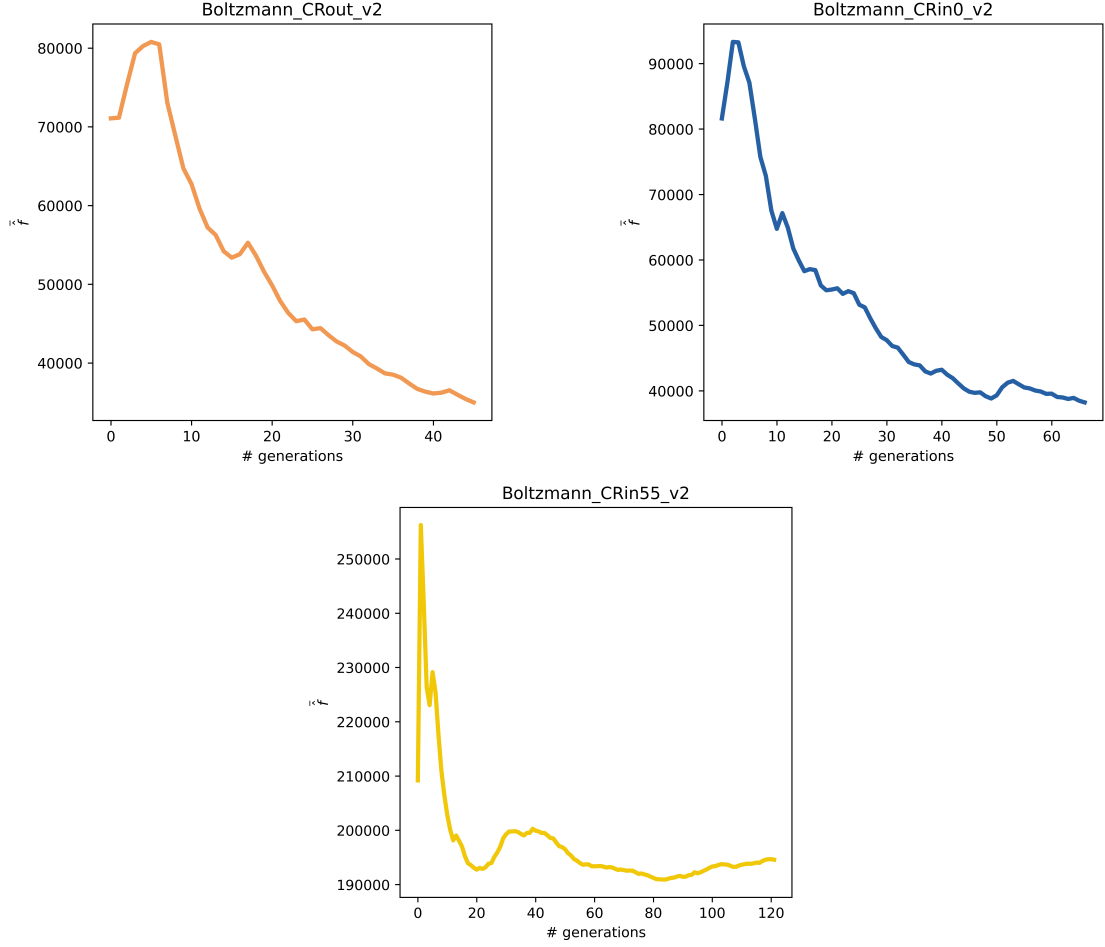 Boltzmann_CRout_v2
80000
70000
60000
50000
40000
f̂̄
0 10 20 30 40
# generations
Boltzmann_CRin0_v2
90000
80000
70000
60000
50000
40000
f̂̄
0 10 20 30 40 50 60
# generations
Boltzmann_CRin55_v2
250000
240000
230000
220000
210000
200000
190000
f̂̄
0 20 40 60 80 100 120
# generations